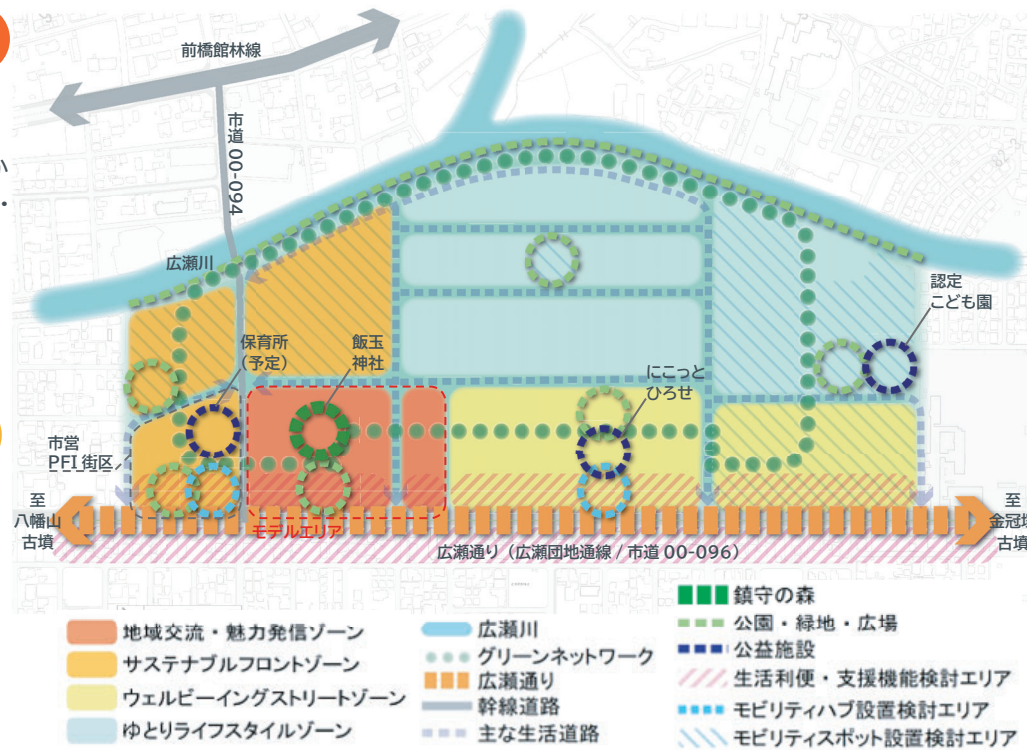 前橋館林線
市道 00-094
か
・
広瀬川
認定
こども園
保育所
(予定)
飯玉
神社
にこっと
ひろせ
市営
PFI 街区
至
八幡山
古墳
モデルエリア
至
金冠塚
古墳
広瀬通り(広瀬団地通線 / 市道 00-096)
地域交流・魅力発信ゾーン
サステナブルフロントゾーン
ウェルビーイングストリートゾーン
ゆとりライフスタイルゾーン
広瀬川
グリーンネットワーク
広瀬通り
幹線道路
主な生活道路
鎮守の森
公園・緑地・広場
公益施設
生活利便・支援機能検討エリア
モビリティハブ設置検討エリア
モビリティスポット設置検討エリア